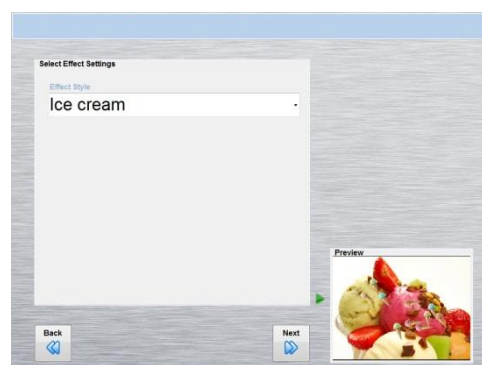 Select Effect Settings
Effect Style
Ice cream
Preview
Back
Next